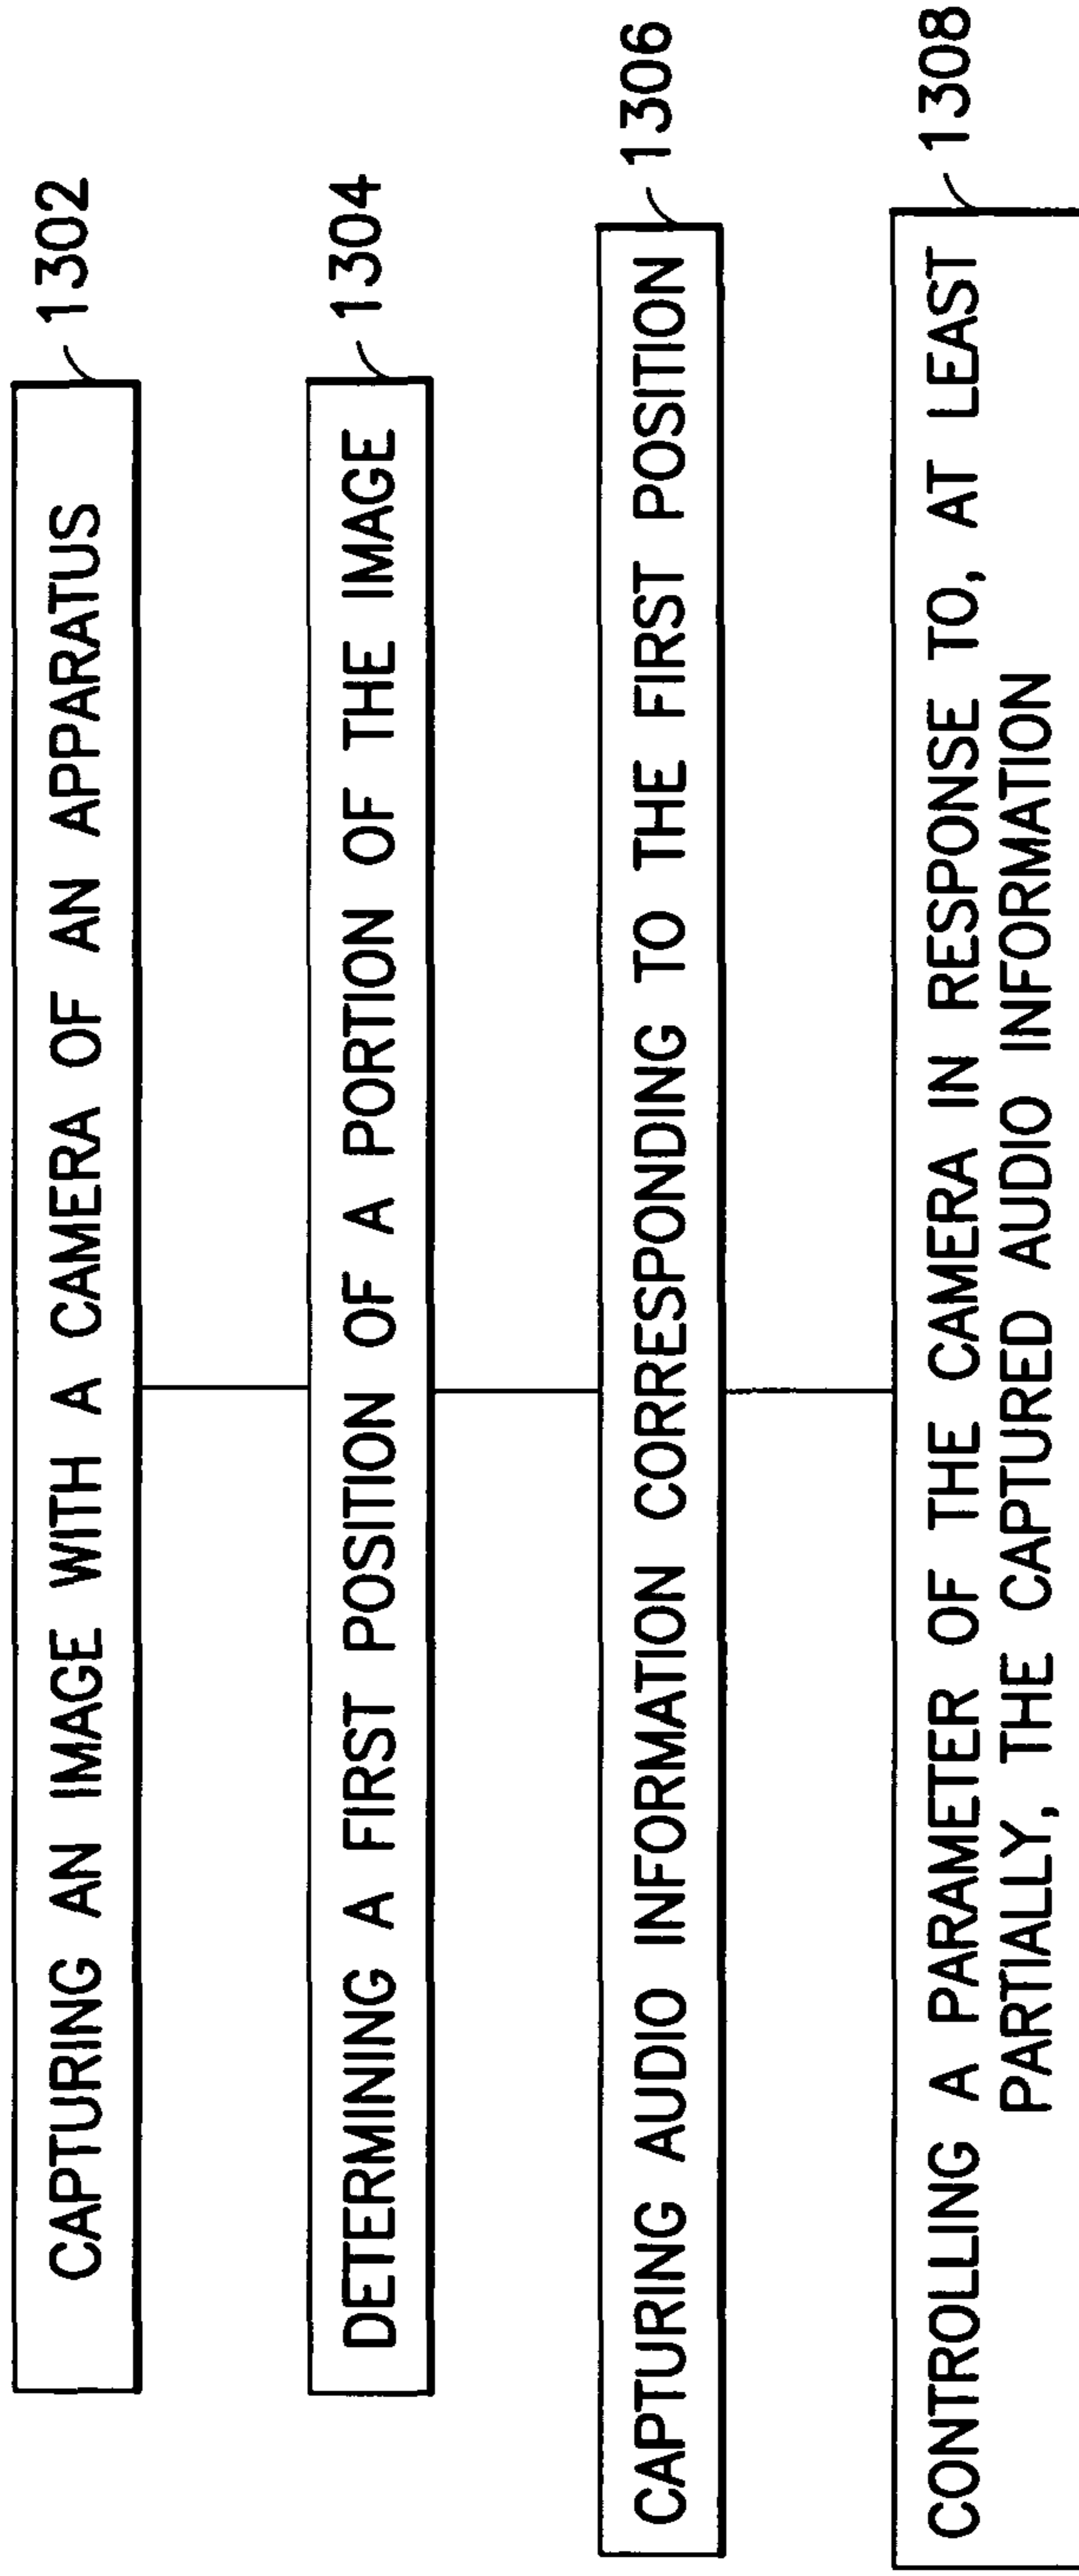 CAPTURING AN IMAGE WITH A CAMERA OF AN APPARATUS
1302
DETERMINING A FIRST POSITION OF A PORTION OF THE IMAGE
1304
CAPTURING AUDIO INFORMATION CORRESPONDING TO THE FIRST POSITION
1306
CONTROLLING A PARAMETER OF THE CAMERA IN RESPONSE TO, AT LEAST
PARTIALLY, THE CAPTURED AUDIO INFORMATION
1308